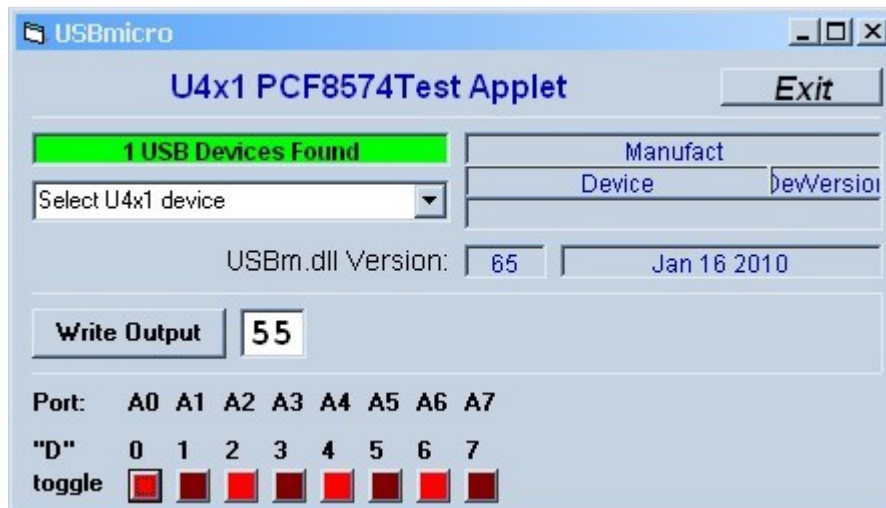 USBmicro
U4x1 PCF8574Test Applet
Exit
1 USB Devices Found
Manufact
Select U4x1 device
Device
DevVersion
USBm.dll Version:
65
Jan 16 2010
Write Output
55
Port: A0 A1 A2 A3 A4 A5 A6 A7
"D" 0 1 2 3 4 5 6 7
toggle